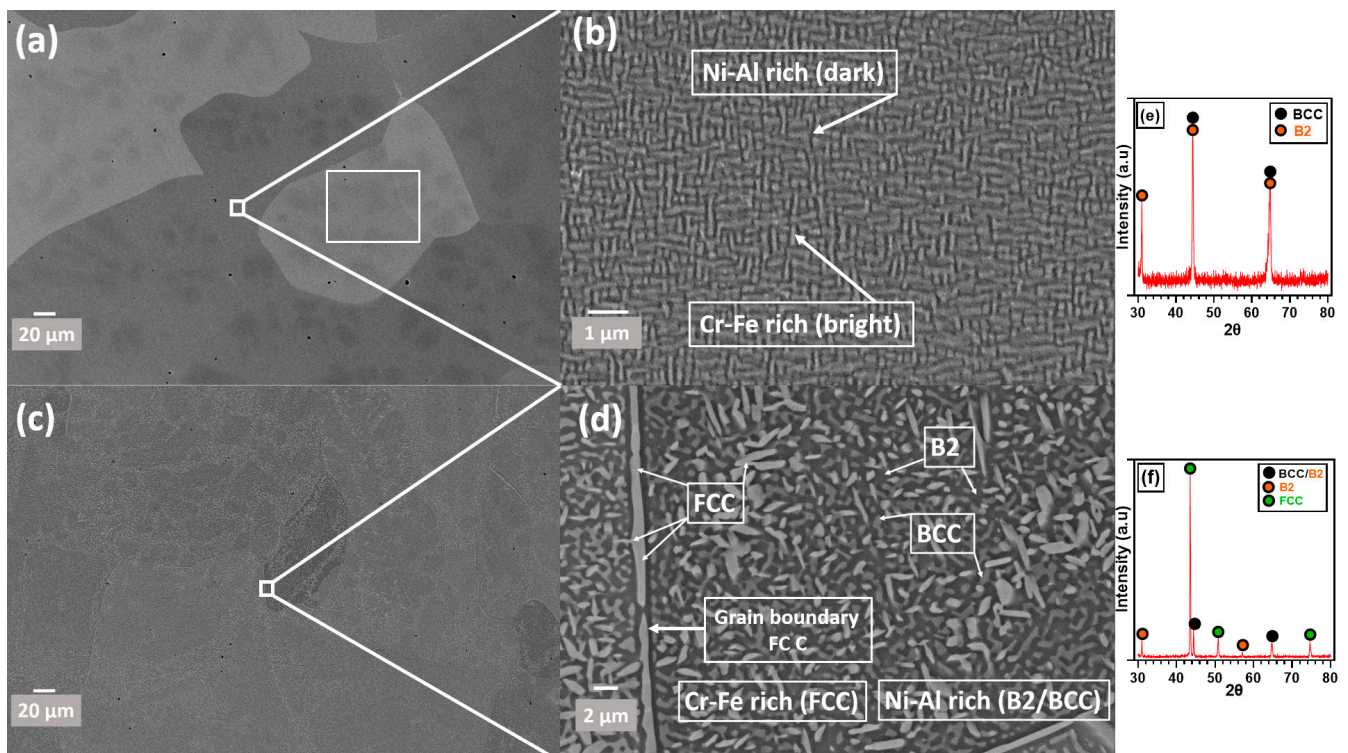 (a)
20 μm
(b)
Ni-Al rich (dark)
Cr-Fe rich (bright)
1 μm
(c)
20 μm
(d)
B2
FCC
BCC
Grain boundary
FC C
Cr-Fe rich (FCC)
Ni-Al rich (B2/BCC)
2 μm
(e)
BCC
B2
Intensity (a.u)
30 40 50 60 70 80
2θ
(f)
BCC/B2
B2
FCC
Intensity (a.u)
30 40 50 60 70 80
2θ